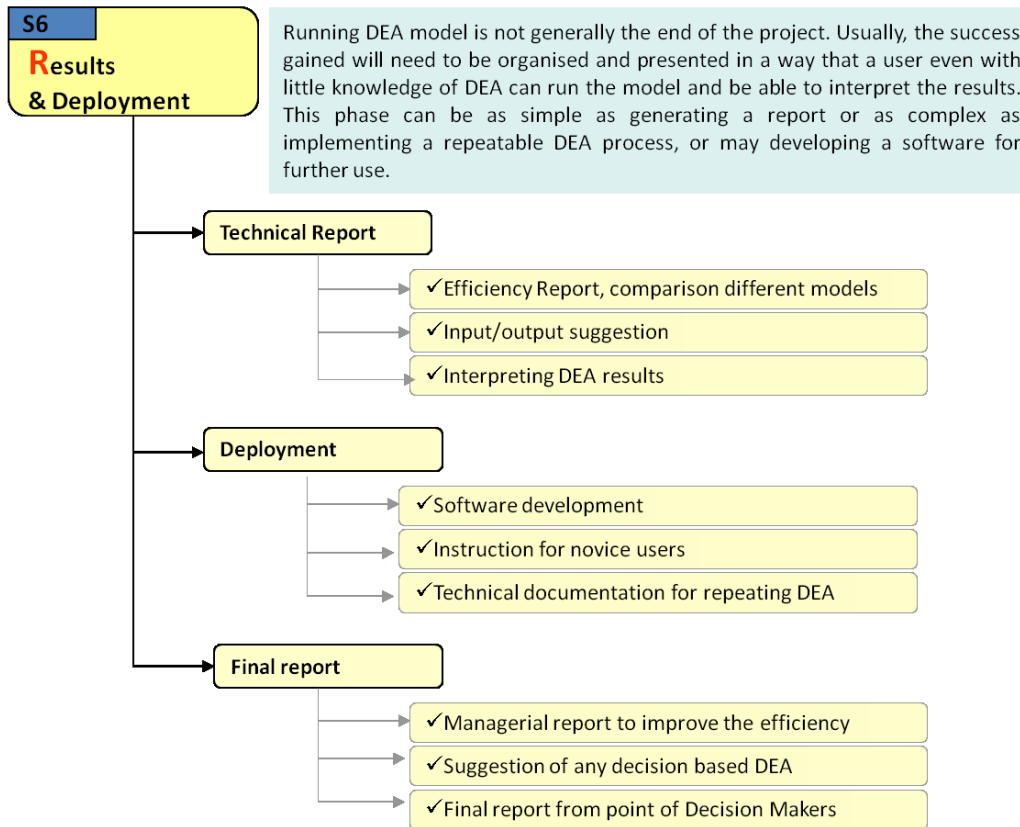 S6
Results
& Deployment
Running DEA model is not generally the end of the project. Usually, the success
gained will need to be organised and presented in a way that a user even with
little knowledge of DEA can run the model and be able to interpret the results.
This phase can be as simple as generating a report or as complex as
implementing a repeatable DEA process, or may developing a software for
further use.
Technical Report
✓Efficiency Report, comparison different models
✓Input/output suggestion
✓Interpreting DEA results
Deployment
✓Software development
✓Instruction for novice users
✓Technical documentation for repeating DEA
Final report
✓Managerial report to improve the efficiency
✓Suggestion of any decision based DEA
✓Final report from point of Decision Makers